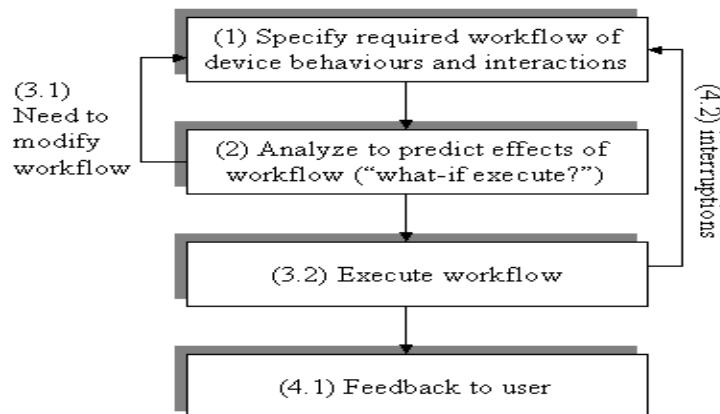 (1) Specify required workflow of
device behaviours and interactions
(3.1)
Need to
modify
workflow
(4.2) interruptions
(2) Analyze to predict effects of
workflow (“what-if execute?”)
(3.2) Execute workflow
(4.1) Feedback to user